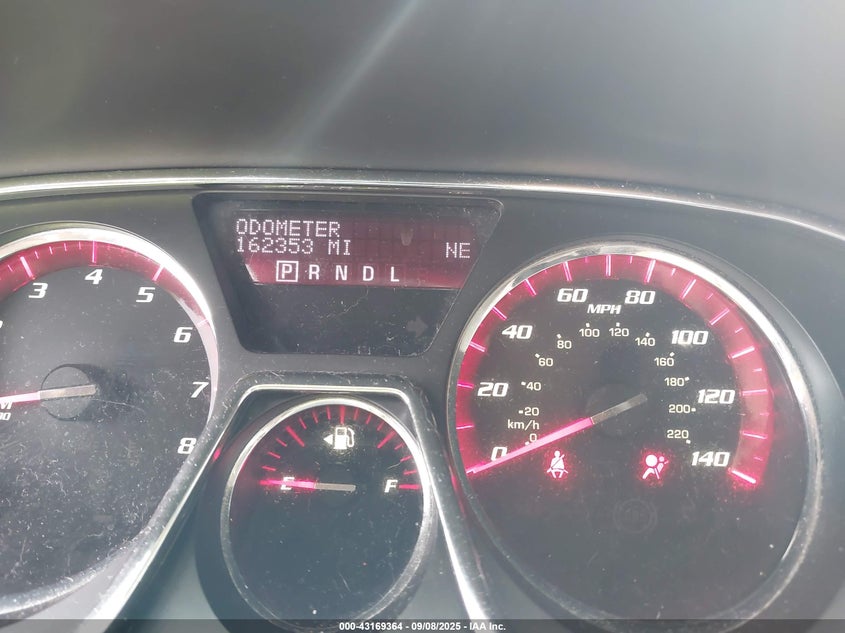 ODOMETER
162353 MI NE
P R N D L
3 4 5 6 7 8
0 20 40 60 80 100 120 140
MPH
km/h
0 20 40 60 80 100 120 140 160 180 200 220
E F
000-43169364 - 09/08/2025 - IAA Inc.